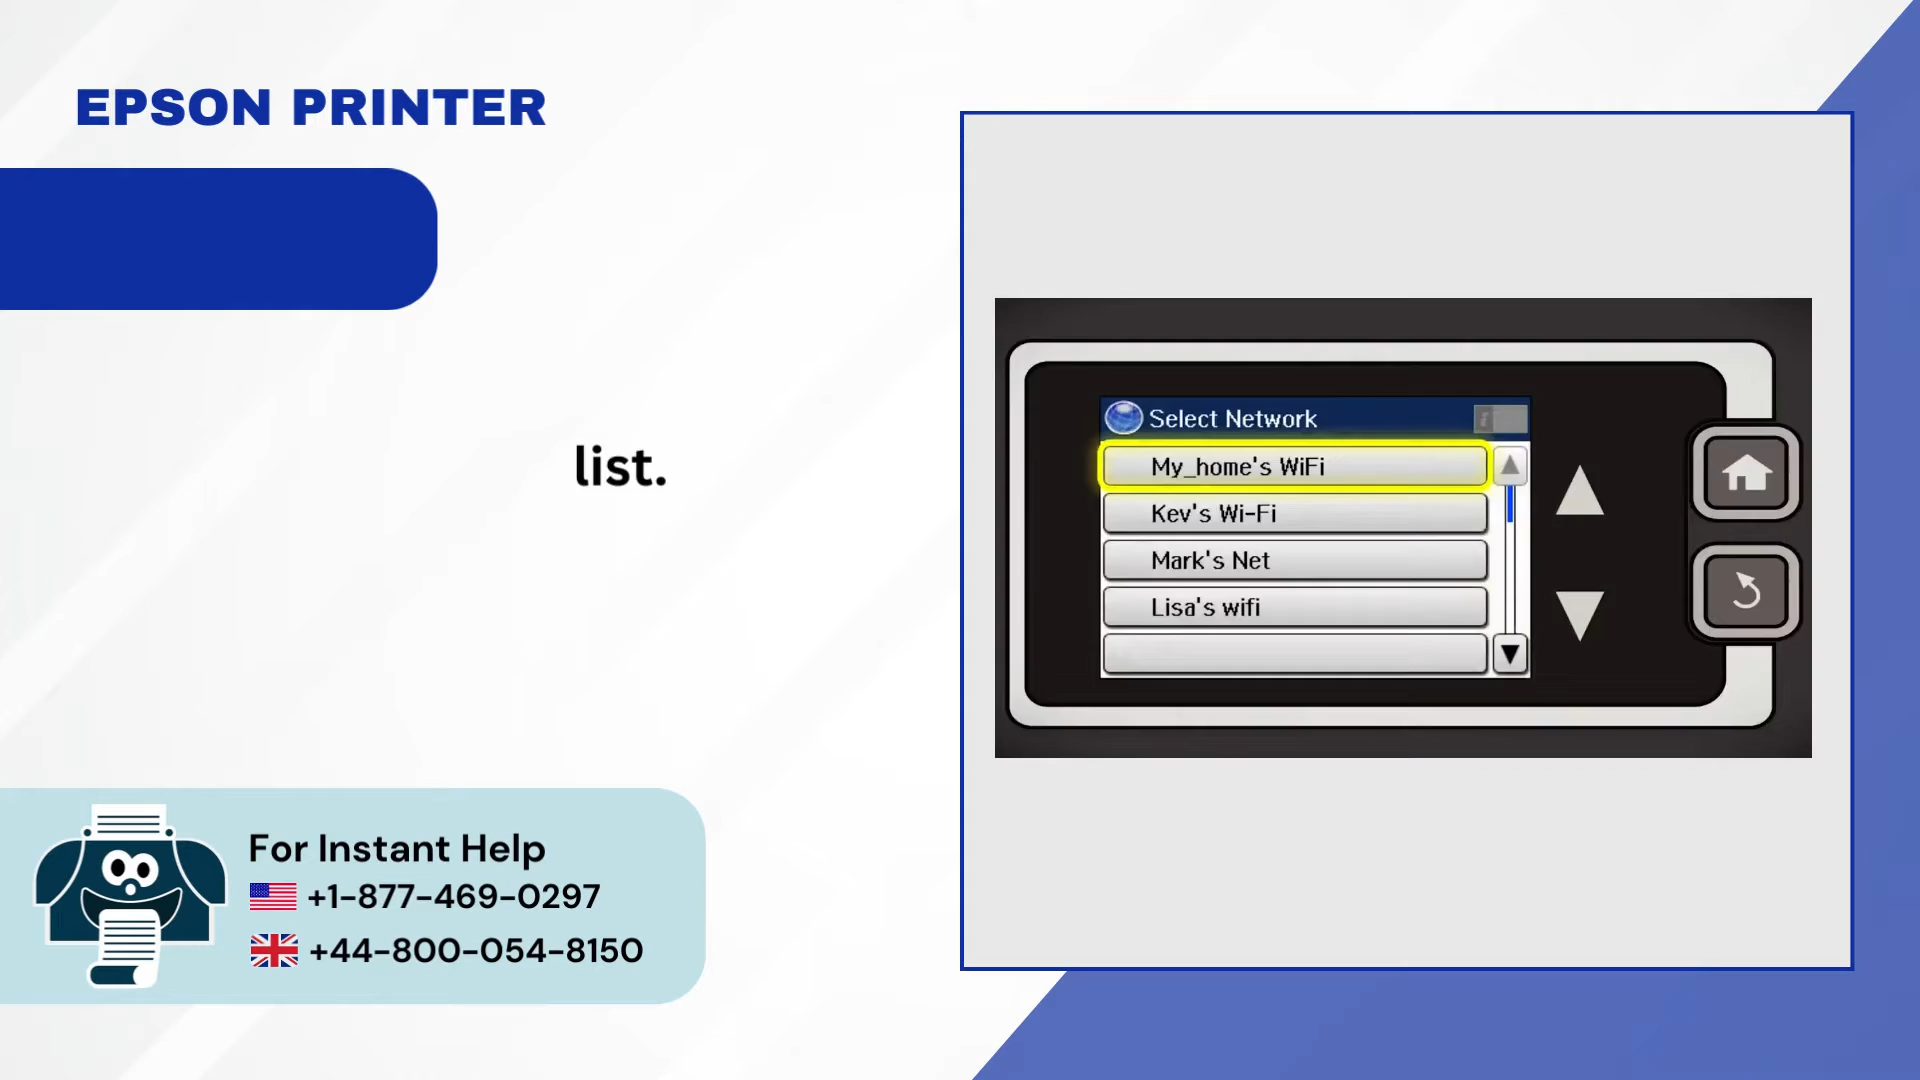 EPSON PRINTER
list.
Select Network
My_home's WiFi
Kev's Wi-Fi
Mark's Net
Lisa's wifi
For Instant Help
+1-877-469-0297
+44-800-054-8150